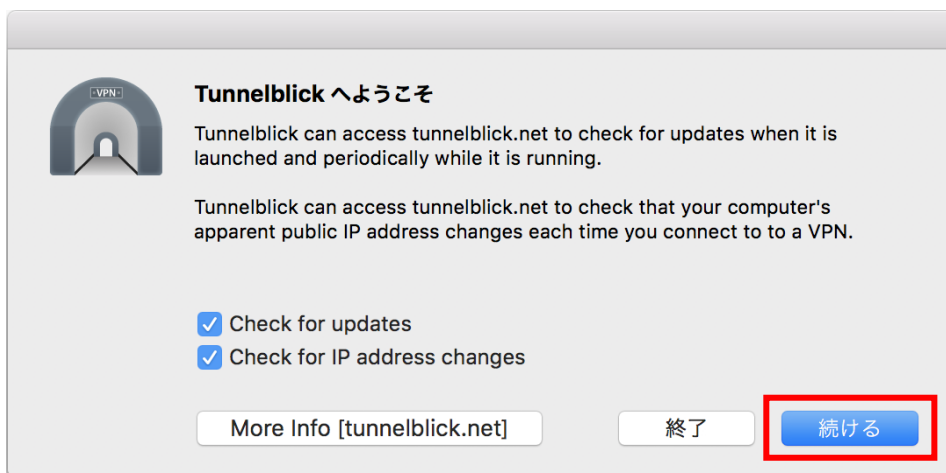 VPN
Tunnelblick へようこそ
Tunnelblick can access tunnelblick.net to check for updates when it is
launched and periodically while it is running.
Tunnelblick can access tunnelblick.net to check that your computer's
apparent public IP address changes each time you connect to to a VPN.
Check for updates
Check for IP address changes
More Info [tunnelblick.net]
終了
続ける